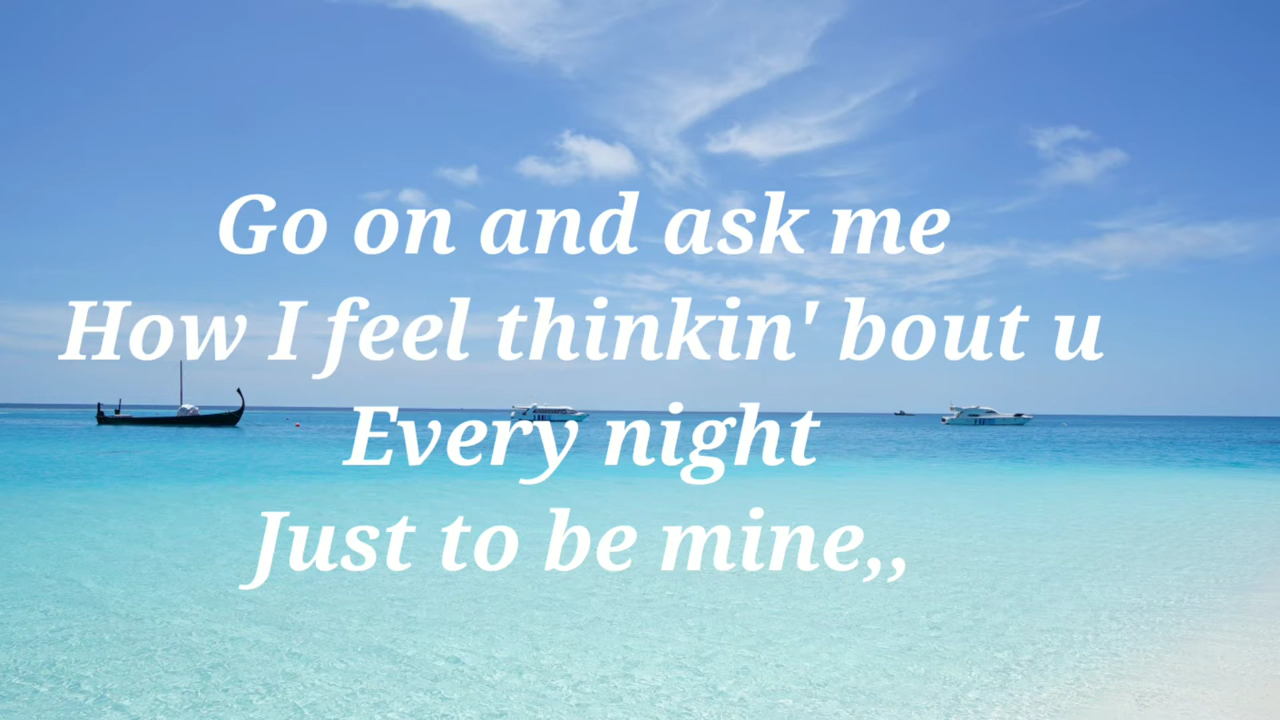 Go on and ask me
How I feel thinkin' bout u
Every night
Just to be mine,,